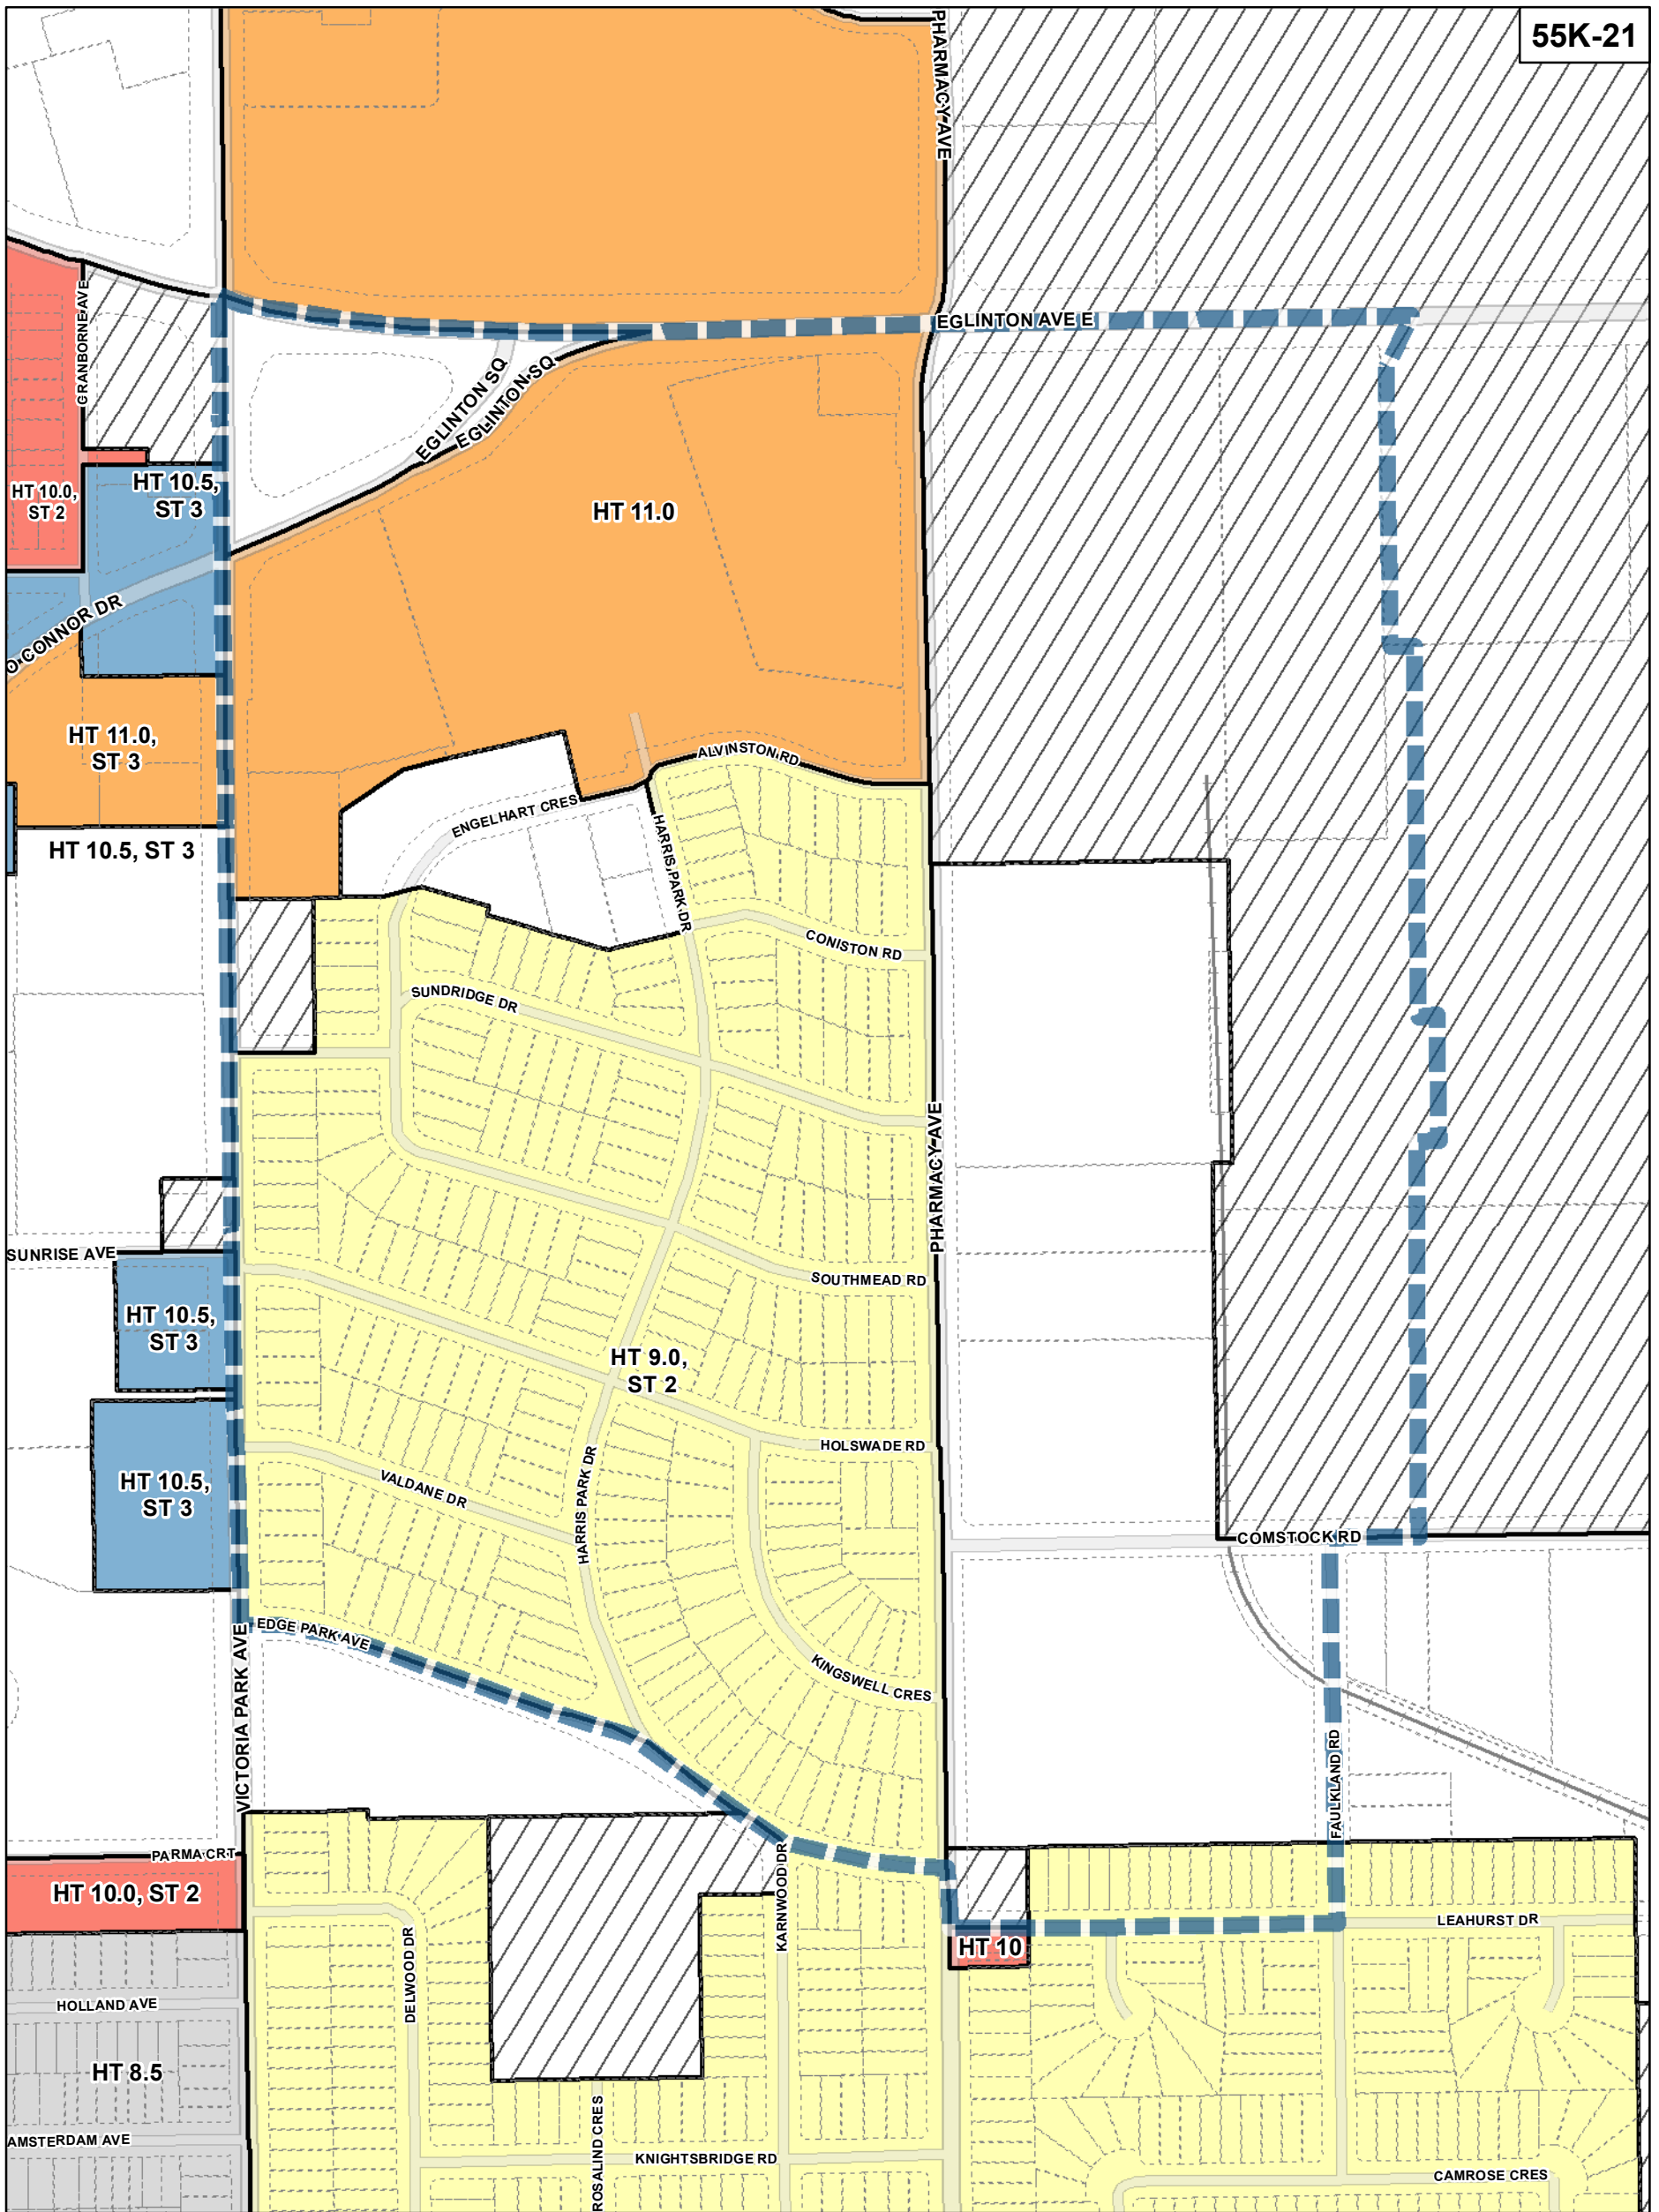 55K-21
PHARMACY AVE
GRANBORNE AVE
EGLINTON AVE E
EGLINTON SQ
EGLINTON SQ
HT 10.0,
ST 2
HT 10.5,
ST 3
HT 11.0
O'CONNOR DR
HT 11.0,
ST 3
ALVINSTON RD
ENGELHART CRES
HARRIS PARK DR
HT 10.5, ST 3
CONISTON RD
SUNDRIDGE DR
PHARMACY AVE
SUNRISE AVE
SOUTHMEAD RD
HT 10.5,
ST 3
HT 9.0,
ST 2
HOLSWADE RD
HT 10.5,
ST 3
VALDANE DR
HARRIS PARK DR
COMSTOCK RD
EDGE PARK AVE
VICTORIA PARK AVE
KINGSWELL CRES
FAULKLAND RD
PARMA CRT
HT 10.0, ST 2
KARNWOOD DR
LEAHURST DR
HT 10
DELWOOD DR
HOLLAND AVE
HT 8.5
AMSTERDAM AVE
ROSALIND CRES
KNIGHTSBRIDGE RD
CAMROSE CRES